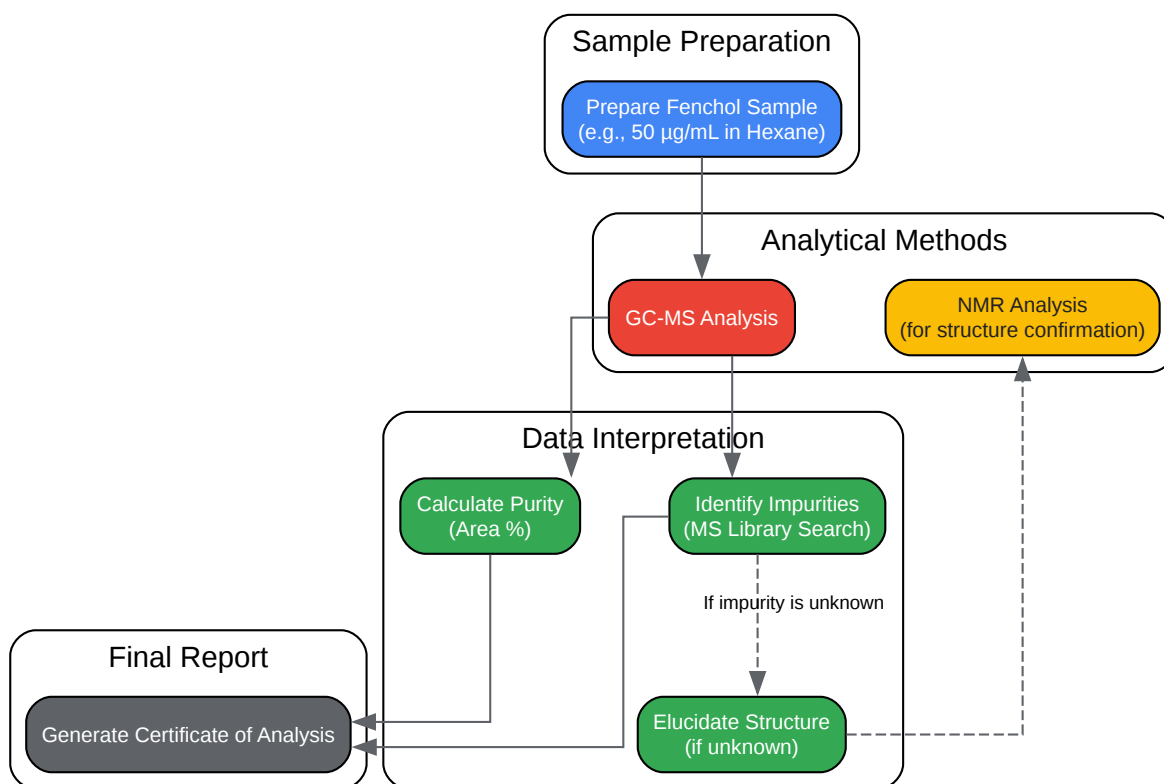 Sample Preparation
Prepare Fenchol Sample
(e.g., 50 µg/mL in Hexane)
Analytical Methods
GC-MS Analysis
NMR Analysis
(for structure confirmation)
Data Interpretation
Calculate Purity
(Area %)
Identify Impurities
(MS Library Search)
If impurity is unknown
Final Report
Generate Certificate of Analysis
Elucidate Structure
(if unknown)